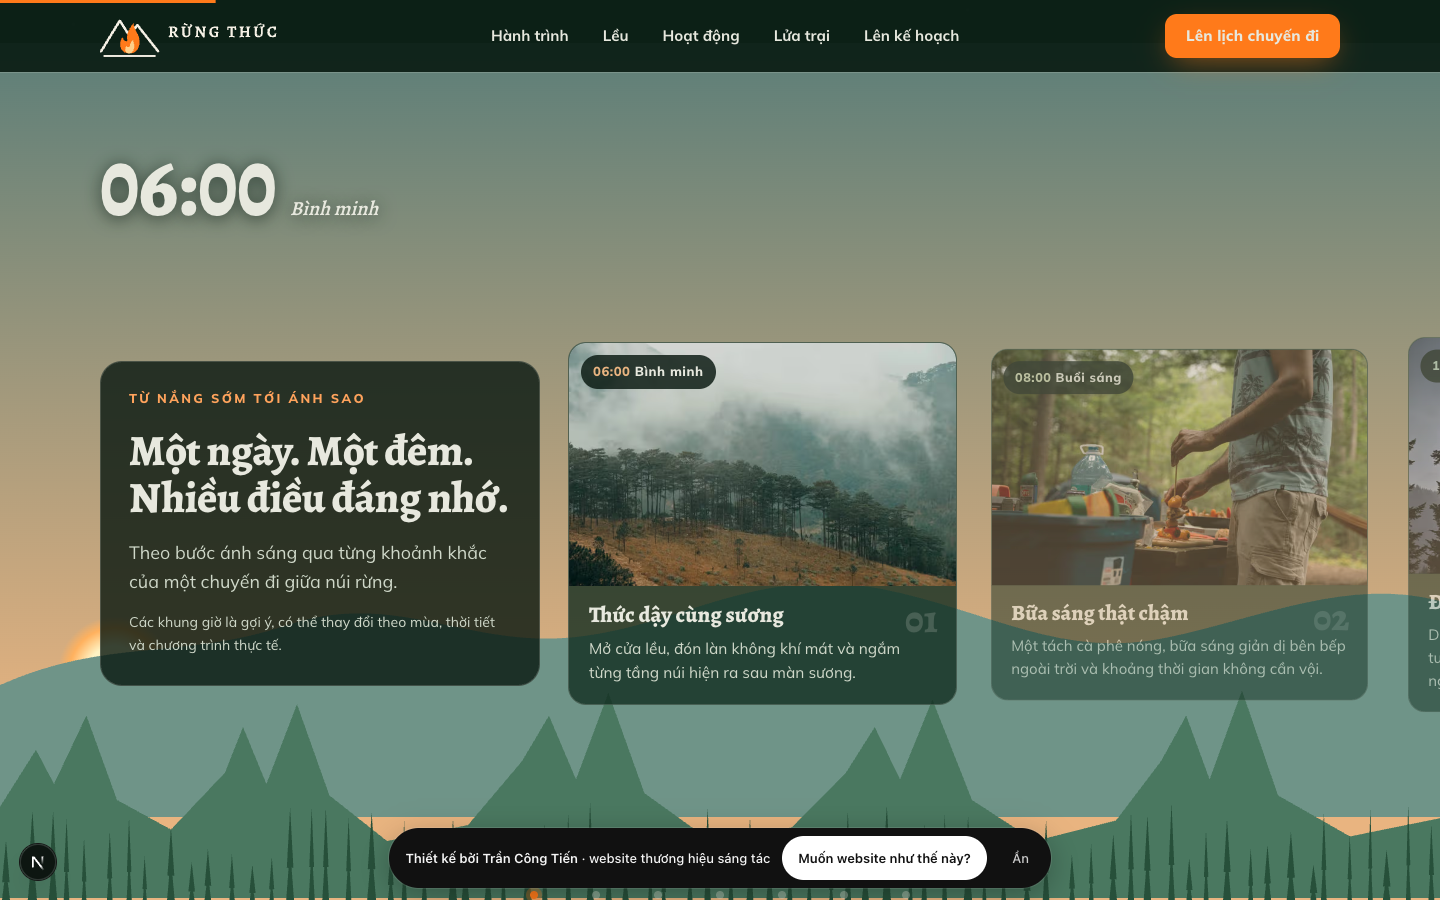 RỪNG THỨC
Hành trình
Lều
Hoạt động
Lửa trại
Lên kế hoạch
Lên lịch chuyến đi
06:00 Bình minh
TỪ NẮNG SỚM TỚI ÁNH SAO
Một ngày. Một đêm.
Nhiều điều đáng nhớ.
Theo bước ánh sáng qua từng khoảnh khắc
của một chuyến đi giữa núi rừng.
Các khung giờ là gợi ý, có thể thay đổi theo mùa, thời tiết
và chương trình thực tế.
06:00 Bình minh
Thức dậy cùng sương
01
Mở cửa lều, đón làn không khí mát và ngắm
từng tầng núi hiện ra sau màn sương.
08:00 Buổi sáng
Bữa sáng thật chậm
02
Một tách cà phê nóng, bữa sáng giản dị bên bếp
ngoài trời và khoảng thời gian không cần vội.
Thiết kế bởi Trần Công Tiến · website thương hiệu sáng tác
Muốn website như thế này?
Ẩn